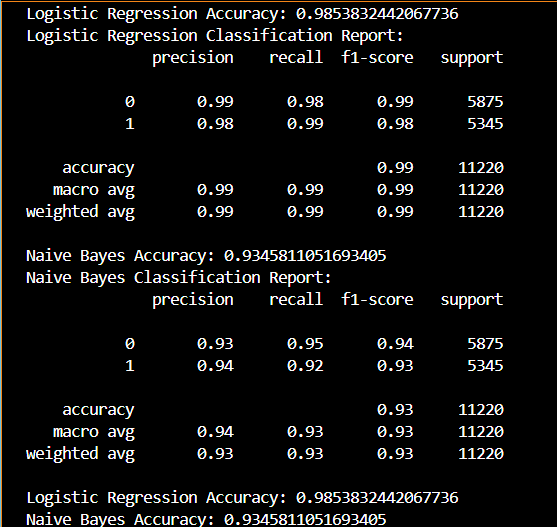 Logistic Regression Accuracy: 0.9853832442067736
Logistic Regression Classification Report:
precision recall f1-score support
0 0.99 0.98 0.99 5875
1 0.98 0.99 0.98 5345
accuracy 0.99 11220
macro avg 0.99 0.99 0.99 11220
weighted avg 0.99 0.99 0.99 11220
Naive Bayes Accuracy: 0.9345811051693405
Naive Bayes Classification Report:
precision recall f1-score support
0 0.93 0.95 0.94 5875
1 0.94 0.92 0.93 5345
accuracy 0.93 11220
macro avg 0.94 0.93 0.93 11220
weighted avg 0.93 0.93 0.93 11220
Logistic Regression Accuracy: 0.9853832442067736
Naive Bayes Accuracy: 0.9345811051693405